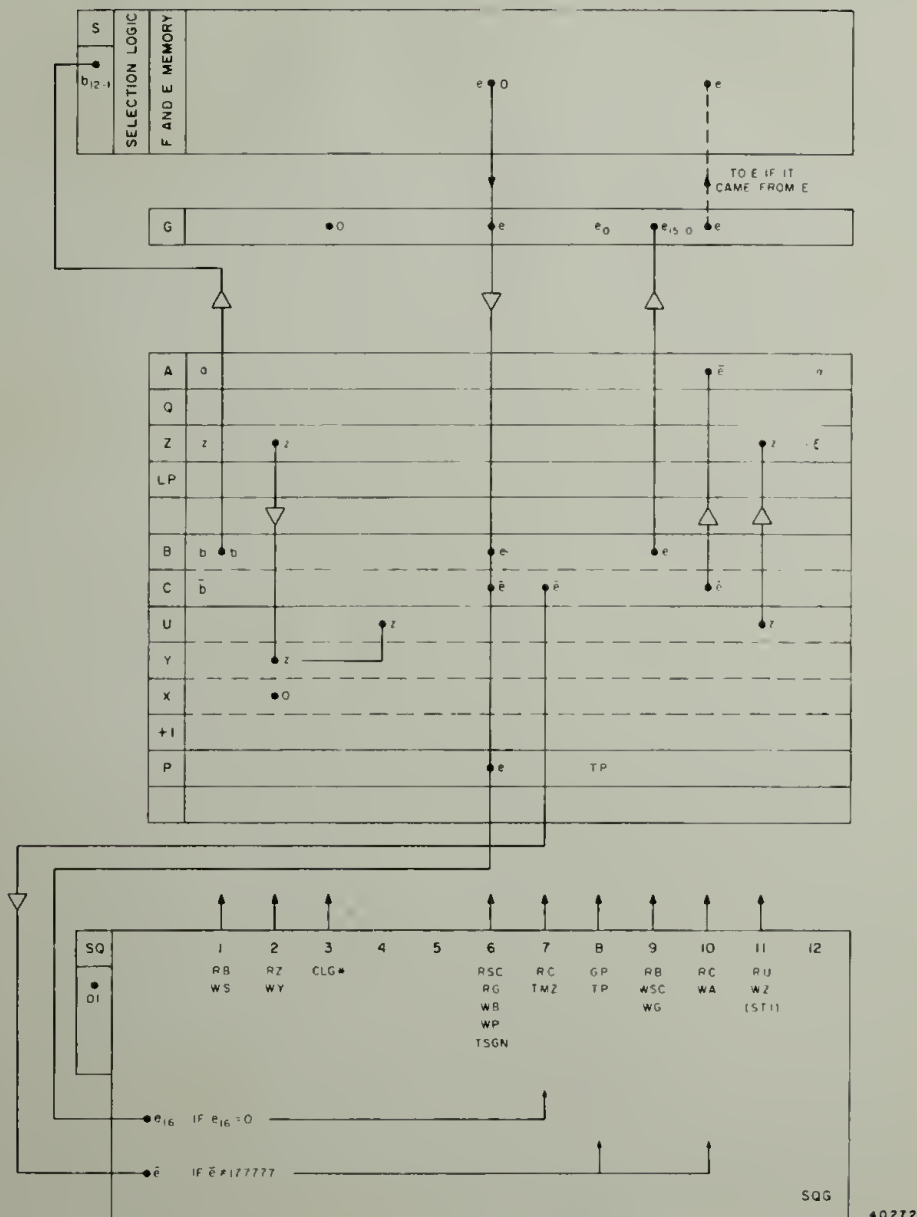 S
SELECTION LOGIC
F AND E MEMORY
b12-1
e 0 e
TO E IF IT
CAME FROM E
G 0 e e0 e15-0 e
A a ē
Q
Z z z z
LP
B b b e e
C b̄ ē ē ē
U z z
Y z
X 0
+1
P e TP
SQ 1 2 3 4 5 6 7 8 9 10 11 12
01
RB RZ CLG* RSC RC GP RB RC RU
WS WY RG TMZ TP WSC WA WZ
WB WG (ST1)
WP
TSGN
e16 IF e16=0
ē IF ē≠177777
SQG
40272